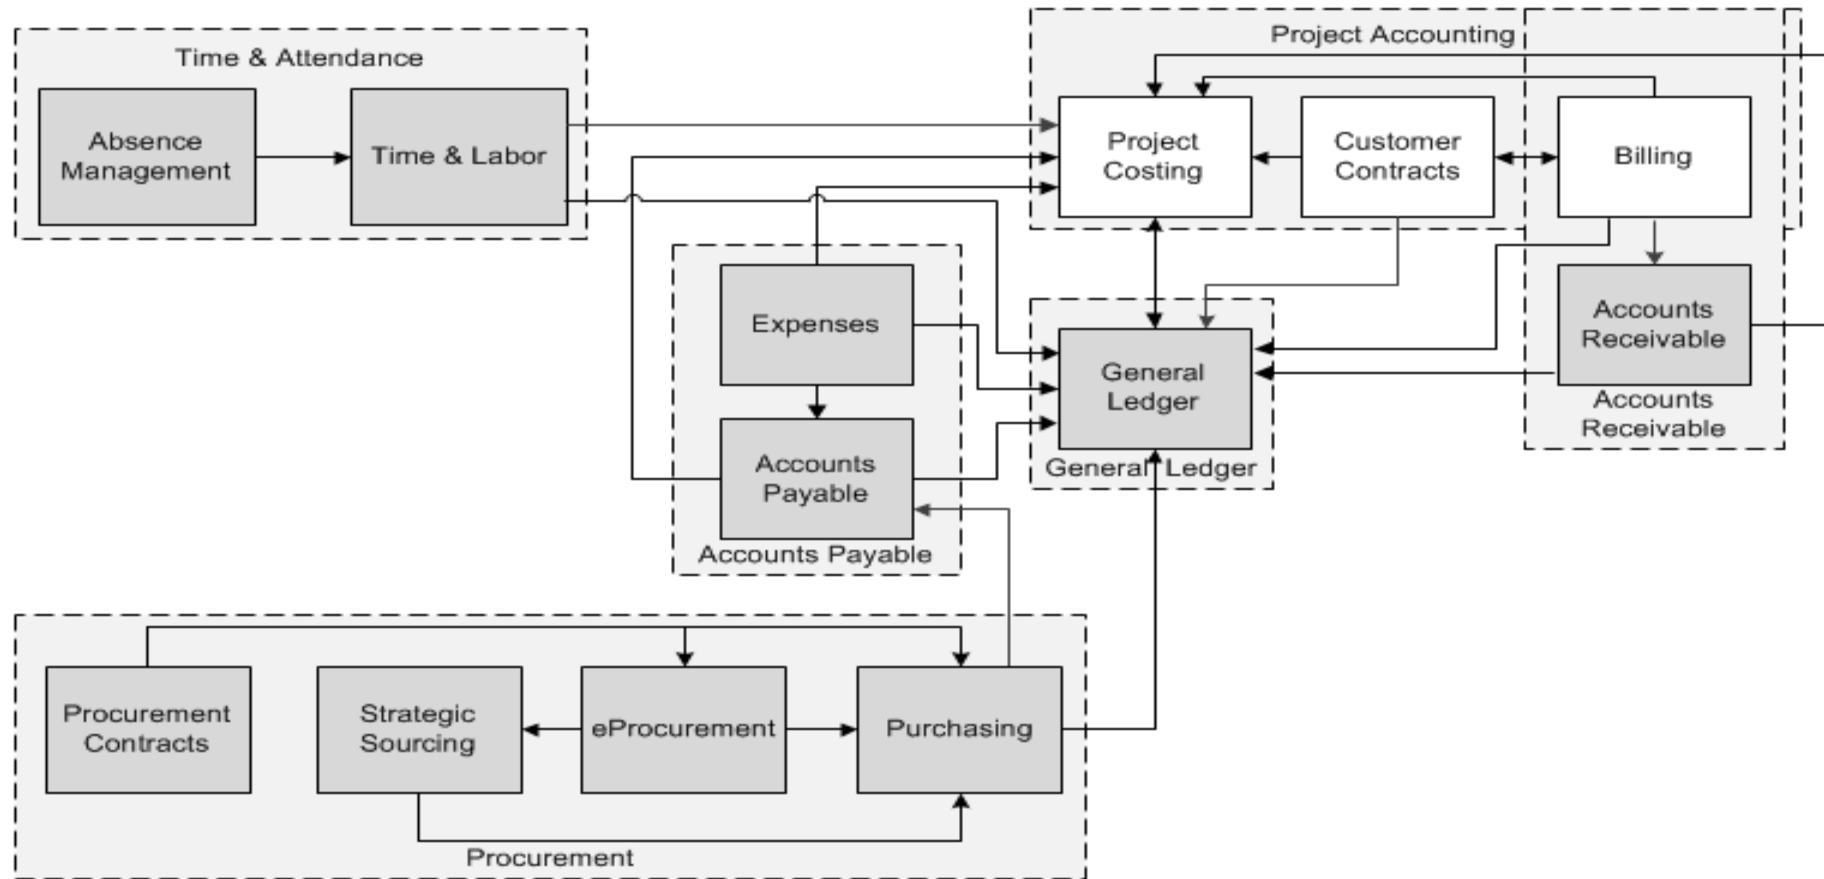 Time & Attendance
Absence
Management
Time & Labor
Project Accounting
Project
Costing
Customer
Contracts
Billing
Expenses
Accounts
Payable
Accounts Payable
General
Ledger
General Ledger
Accounts
Receivable
Accounts
Receivable
Procurement
Contracts
Strategic
Sourcing
eProcurement
Purchasing
Procurement